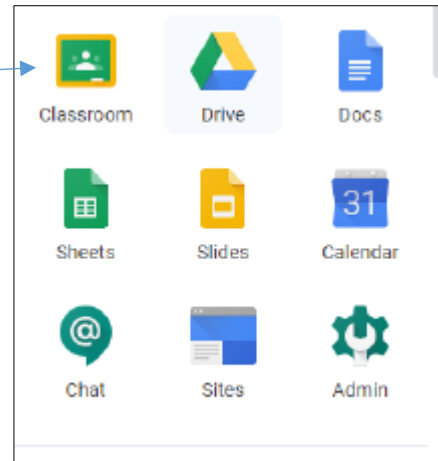 Classroom Drive Docs
31
Sheets Slides Calendar
@
Chat Sites Admin